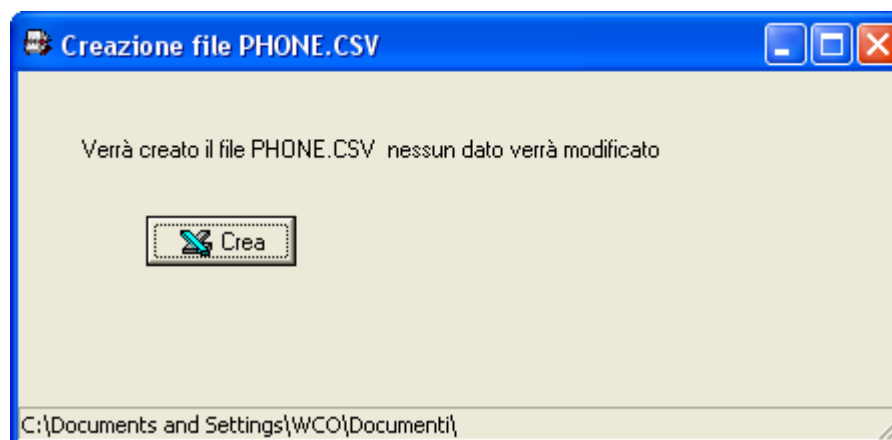 Creazione file PHONE.CSV
Verrà creato il file PHONE.CSV  nessun dato verrà modificato
Crea
C:\Documents and Settings\WCO\Documenti\